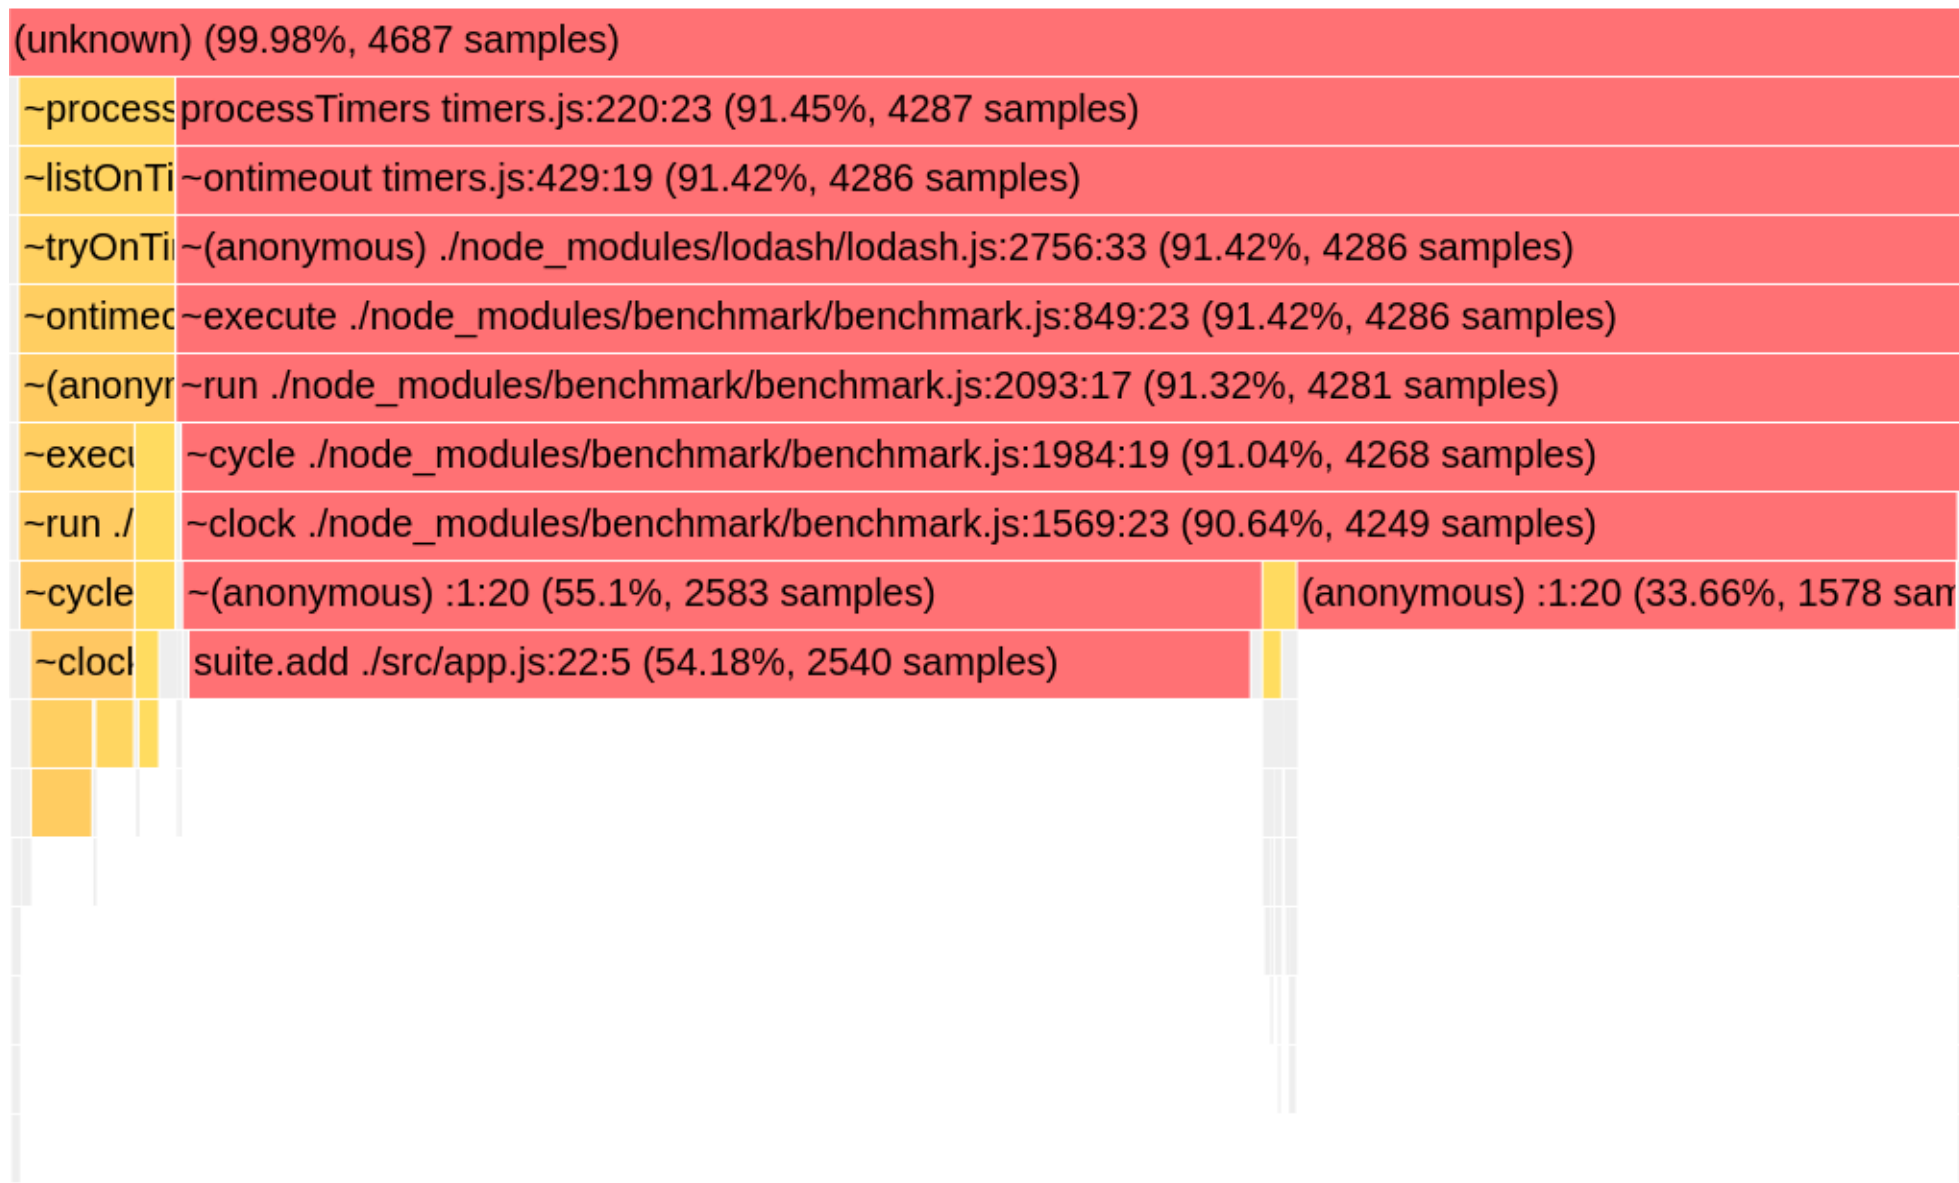 (unknown) (99.98%, 4687 samples)
~process processTimers timers.js:220:23 (91.45%, 4287 samples)
~listOnTi ~ontimeout timers.js:429:19 (91.42%, 4286 samples)
~tryOnTi ~(anonymous) ./node_modules/lodash/lodash.js:2756:33 (91.42%, 4286 samples)
~ontimeo ~execute ./node_modules/benchmark/benchmark.js:849:23 (91.42%, 4286 samples)
~(anonyr ~run ./node_modules/benchmark/benchmark.js:2093:17 (91.32%, 4281 samples)
~execu ~cycle ./node_modules/benchmark/benchmark.js:1984:19 (91.04%, 4268 samples)
~run ./ ~clock ./node_modules/benchmark/benchmark.js:1569:23 (90.64%, 4249 samples)
~cycle ~(anonymous) :1:20 (55.1%, 2583 samples) (anonymous) :1:20 (33.66%, 1578 sam
~clock suite.add ./src/app.js:22:5 (54.18%, 2540 samples)